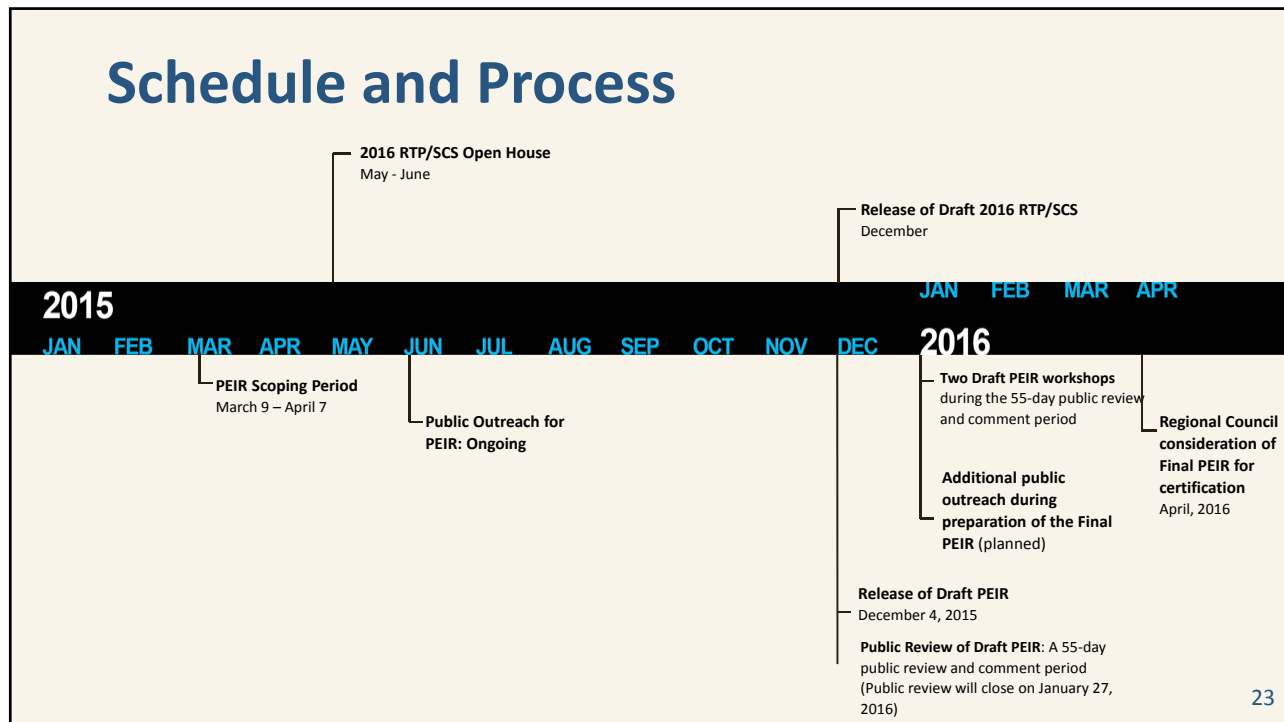 Schedule and Process
2016 RTP/SCS Open House
May - June
Release of Draft 2016 RTP/SCS
December
2015
JAN FEB MAR APR MAY JUN JUL AUG SEP OCT NOV DEC
JAN FEB MAR APR
2016
PEIR Scoping Period
March 9 – April 7
Public Outreach for
PEIR: Ongoing
Two Draft PEIR workshops
during the 55-day public review
and comment period
Additional public
outreach during
preparation of the Final
PEIR (planned)
Regional Council
consideration of
Final PEIR for
certification
April, 2016
Release of Draft PEIR
December 4, 2015
Public Review of Draft PEIR: A 55-day
public review and comment period
(Public review will close on January 27,
2016)
23